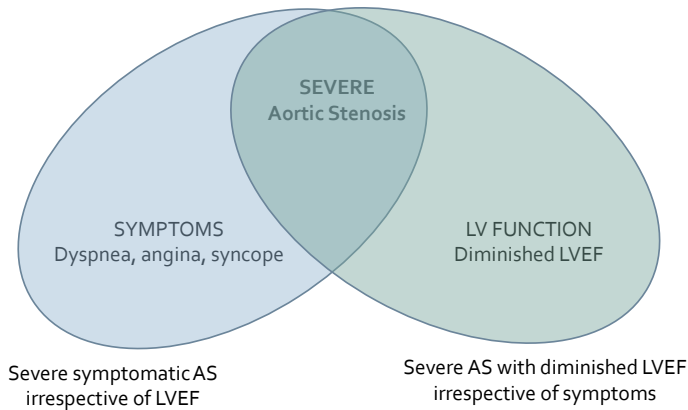 SEVERE
Aortic Stenosis
SYMPTOMS
Dyspnea, angina, syncope
LV FUNCTION
Diminished LVEF
Severe symptomatic AS
irrespective of LVEF
Severe AS with diminished LVEF
irrespective of symptoms